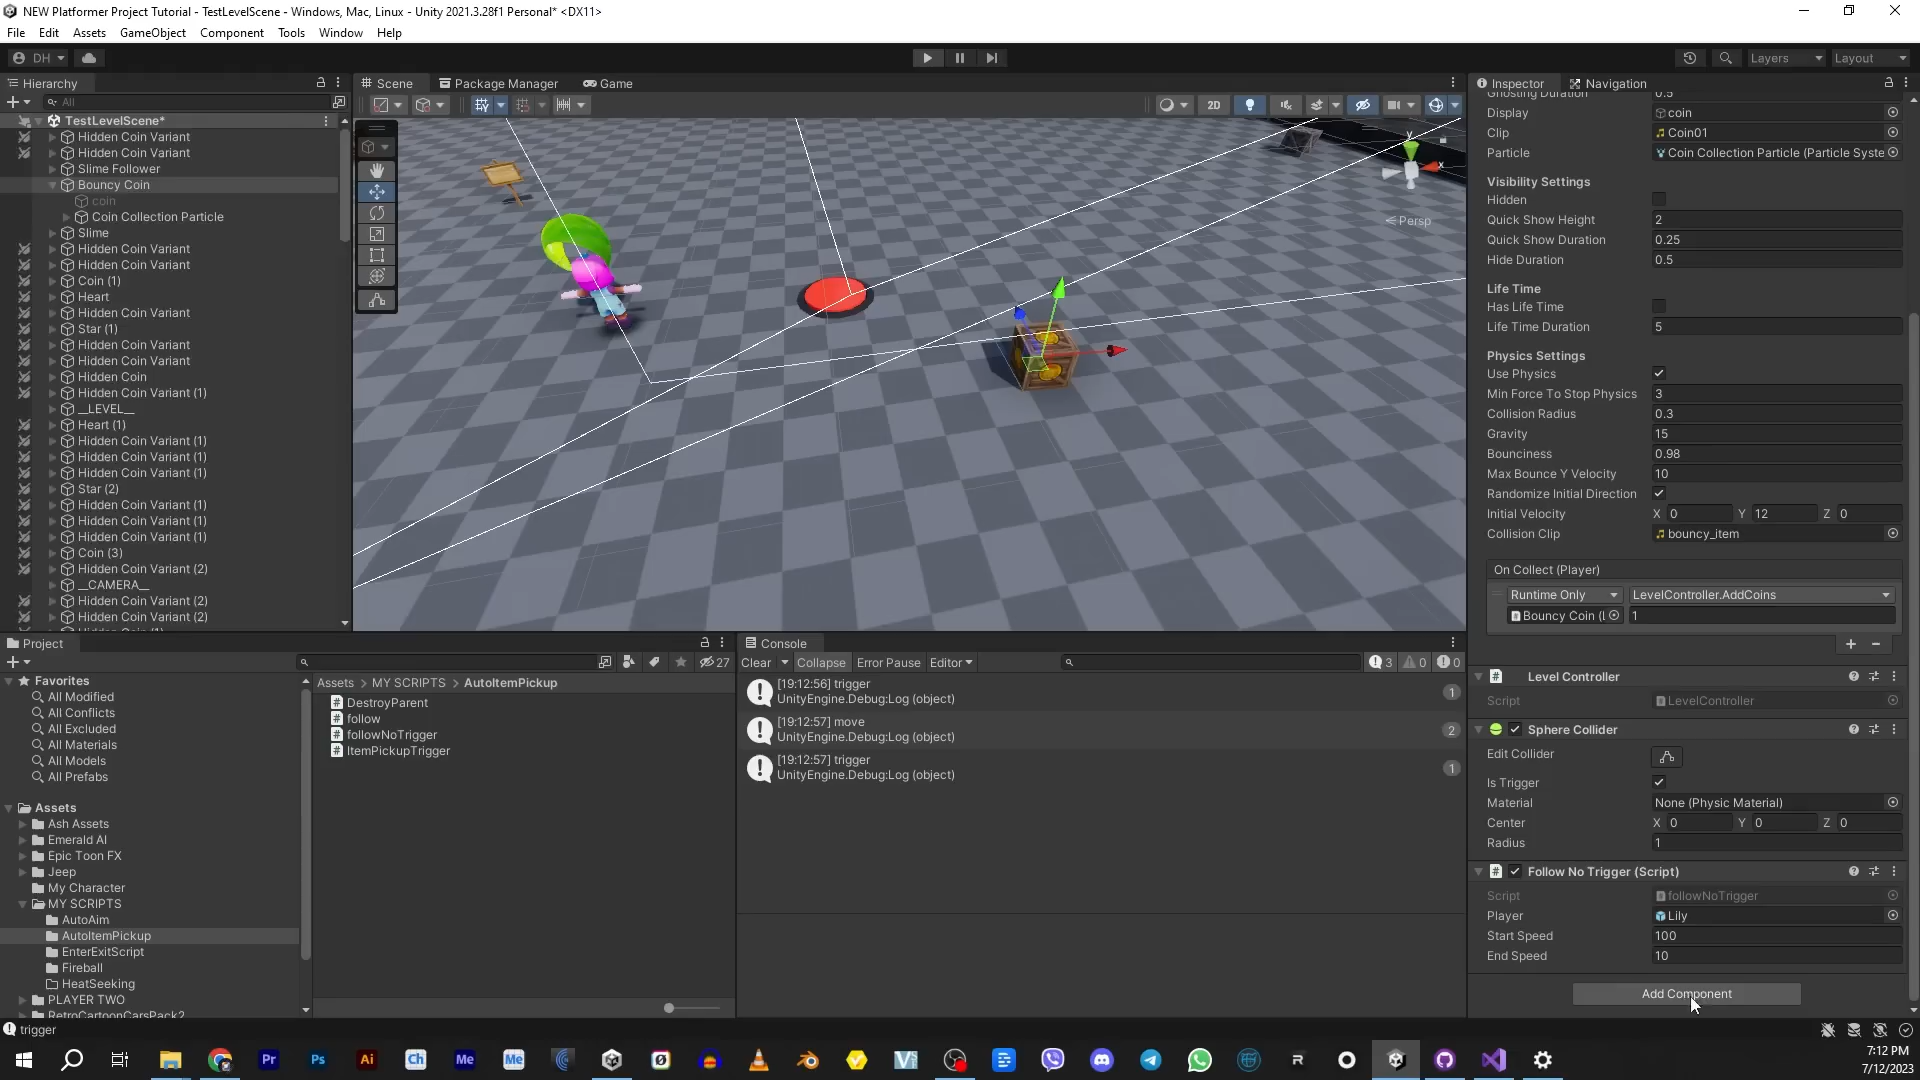 NEW Platformer Project Tutorial - TestLevelScene - Windows, Mac, Linux - Unity 2021.3.28f1 Personal* <DX11>
File Edit Assets GameObject Component Tools Window Help
DH
Layers
Layout
Hierarchy
All
TestLevelScene*
Hidden Coin Variant
Hidden Coin Variant
Slime Follower
Bouncy Coin
coin
Coin Collection Particle
Slime
Hidden Coin Variant
Hidden Coin Variant
Coin (1)
Heart
Hidden Coin Variant
Star (1)
Hidden Coin Variant
Hidden Coin Variant
Hidden Coin
Hidden Coin Variant (1)
__LEVEL__
Heart (1)
Hidden Coin Variant (1)
Hidden Coin Variant (1)
Hidden Coin Variant (1)
Star (2)
Hidden Coin Variant (1)
Hidden Coin Variant (1)
Hidden Coin Variant (1)
Coin (3)
Hidden Coin Variant (2)
__CAMERA__
Hidden Coin Variant (2)
Hidden Coin Variant (2)
Scene Package Manager Game
2D
y
x
Persp
Inspector Navigation
Ghosting Duration 0.5
Display coin
Clip Coin01
Particle Coin Collection Particle (Particle Syste
Visibility Settings
Hidden
Quick Show Height 2
Quick Show Duration 0.25
Hide Duration 0.5
Life Time
Has Life Time
Life Time Duration 5
Physics Settings
Use Physics
Min Force To Stop Physics 3
Collision Radius 0.3
Gravity 15
Bounciness 0.98
Max Bounce Y Velocity 10
Randomize Initial Direction
Initial Velocity X 0 Y 12 Z 0
Collision Clip bouncy_item
On Collect (Player)
Runtime Only LevelController.AddCoins
Bouncy Coin (L 1
Level Controller
Script LevelController
Sphere Collider
Edit Collider
Is Trigger
Material None (Physic Material)
Center X 0 Y 0 Z 0
Radius 1
Follow No Trigger (Script)
Script followNoTrigger
Player Lily
Start Speed 100
End Speed 10
Add Component
Project
27
Favorites
All Modified
All Conflicts
All Excluded
All Materials
All Models
All Prefabs
Assets
Ash Assets
Emerald AI
Epic Toon FX
Jeep
My Character
MY SCRIPTS
AutoAim
AutoItemPickup
EnterExitScript
Fireball
HeatSeeking
PLAYER TWO
RetroCartoonCarsPack2
Assets > MY SCRIPTS > AutoItemPickup
DestroyParent
follow
followNoTrigger
ItemPickupTrigger
Console
Clear Collapse Error Pause Editor 3 0 0
[19:12:56] trigger
UnityEngine.Debug:Log (object)
1
[19:12:57] move
UnityEngine.Debug:Log (object)
2
[19:12:57] trigger
UnityEngine.Debug:Log (object)
1
trigger
Pr Ps Ai Ch Me Me
7:12 PM
7/12/2023